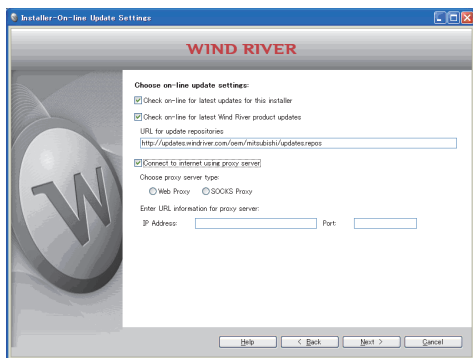 Installer-On-line Update Settings
WIND RIVER
Choose on-line update settings:
Check on-line for latest updates for this installer
Check on-line for latest Wind River product updates
URL for update repositories
http://updates.windriver.com/oem/mitsubishi/updates.repos
Connect to internet using proxy server
Choose proxy server type:
Web Proxy SOCKS Proxy
Enter URL information for proxy server:
IP Address: Port:
W
Help < Back Next > Cancel